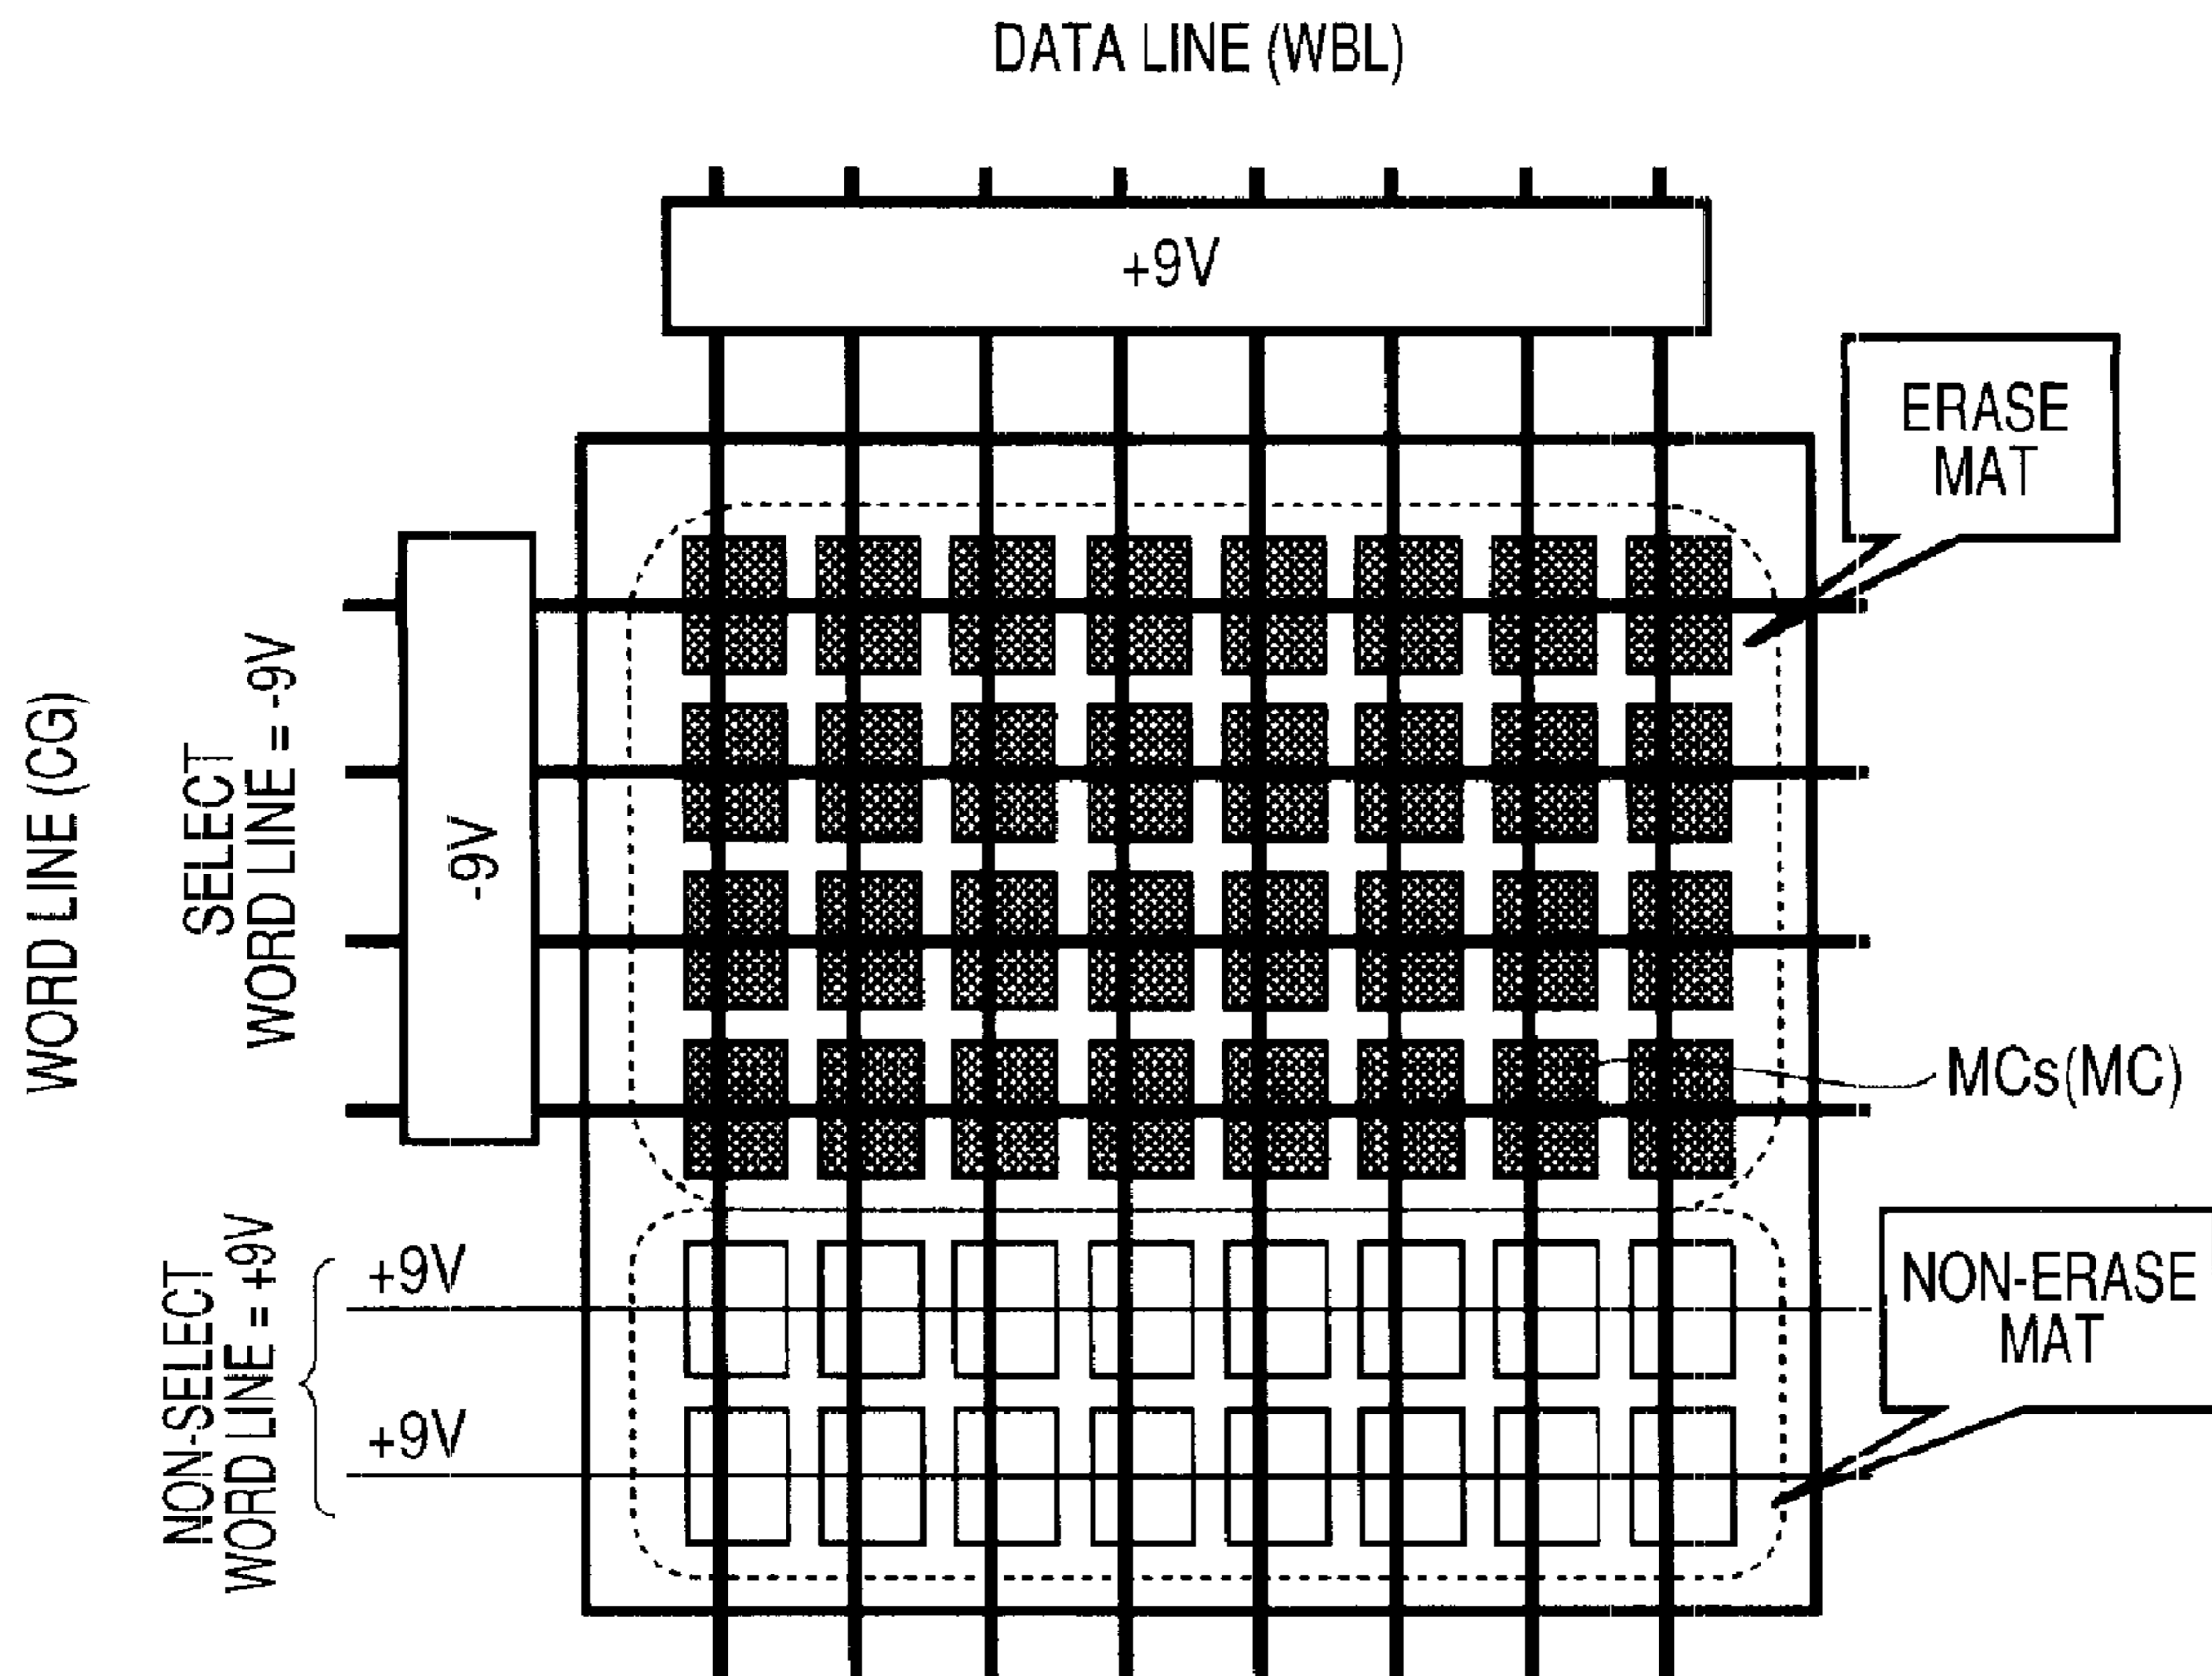 DATA LINE (WBL)
+9V
ERASE
MAT
WORD LINE (CG)
SELECT
WORD LINE = -9V
-9V
MCs(MC)
NON-SELECT
WORD LINE = +9V
+9V
+9V
NON-ERASE
MAT